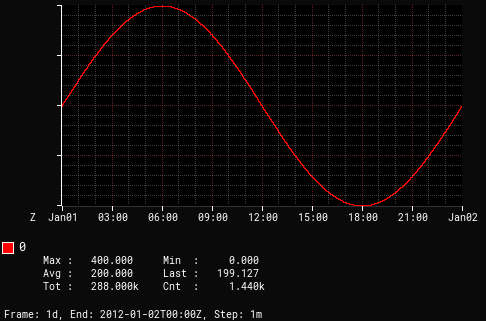 Z Jan01 03:00 06:00 09:00 12:00 15:00 18:00 21:00 Jan02
0
Max : 400.000 Min : 0.000
Avg : 200.000 Last : 199.127
Tot : 288.000k Cnt : 1.440k
Frame: 1d, End: 2012-01-02T00:00Z, Step: 1m